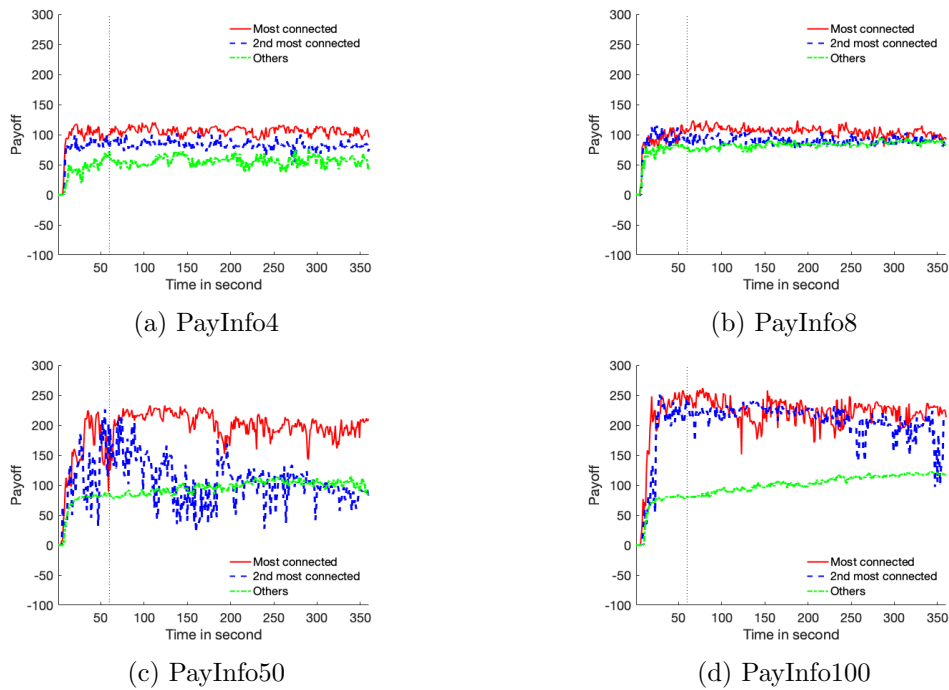 300
250
200
150
100
50
0
-50
-100
Payoff
50 100 150 200 250 300 350
Time in second
Most connected
2nd most connected
Others
(a) PayInfo4
300
250
200
150
100
50
0
-50
-100
Payoff
50 100 150 200 250 300 350
Time in second
Most connected
2nd most connected
Others
(b) PayInfo8
300
250
200
150
100
50
0
-50
-100
Payoff
50 100 150 200 250 300 350
Time in second
Most connected
2nd most connected
Others
(c) PayInfo50
300
250
200
150
100
50
0
-50
-100
Payoff
50 100 150 200 250 300 350
Time in second
Most connected
2nd most connected
Others
(d) PayInfo100